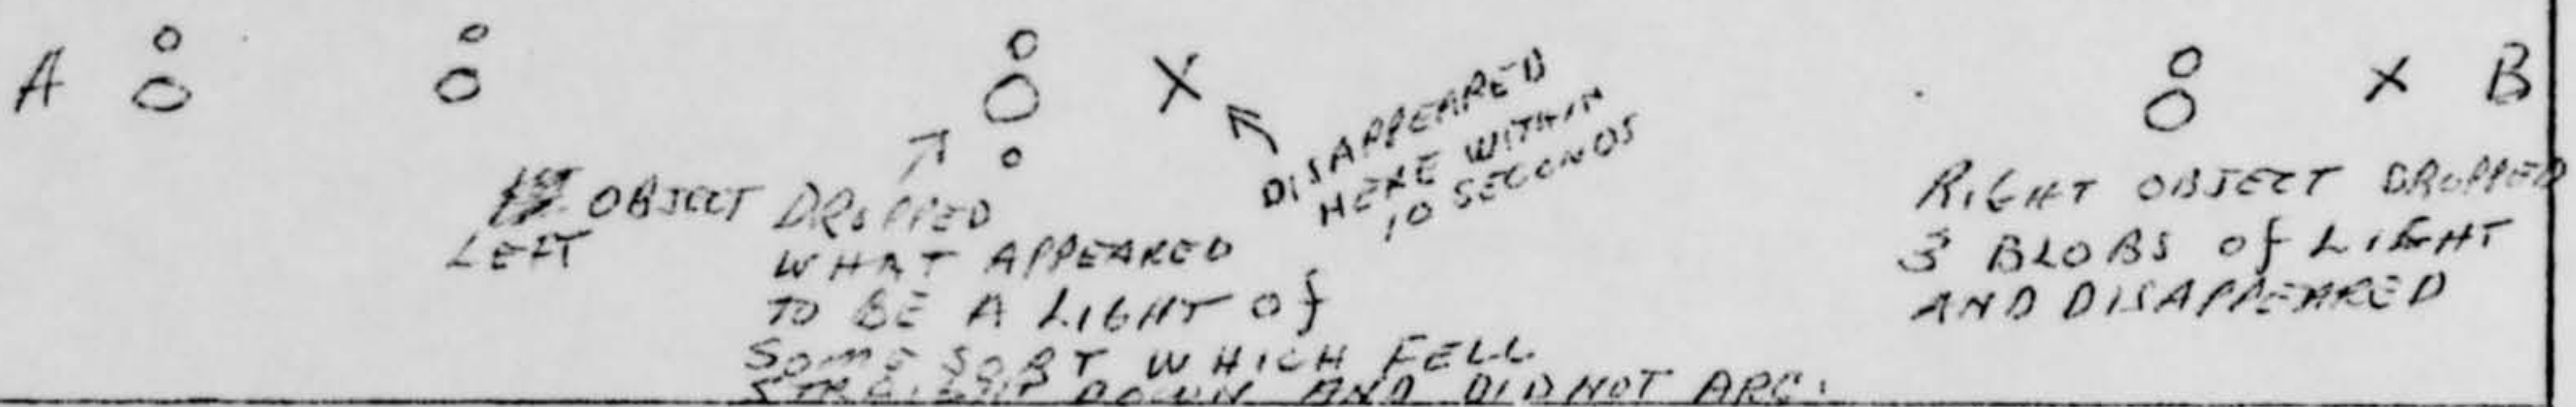 A
X
DISAPPEARED
HERE WITHIN
10 SECONDS
X B
OBJECT DROPPED
LEFT
WHAT APPEARED
TO BE A LIGHT of
SOME SORT WHICH FELL
STRAIGHT DOWN AND DID NOT ARC.
RIGHT OBJECT DROPPED
3 BLOBS of LIGHT
AND DISAPPEARED